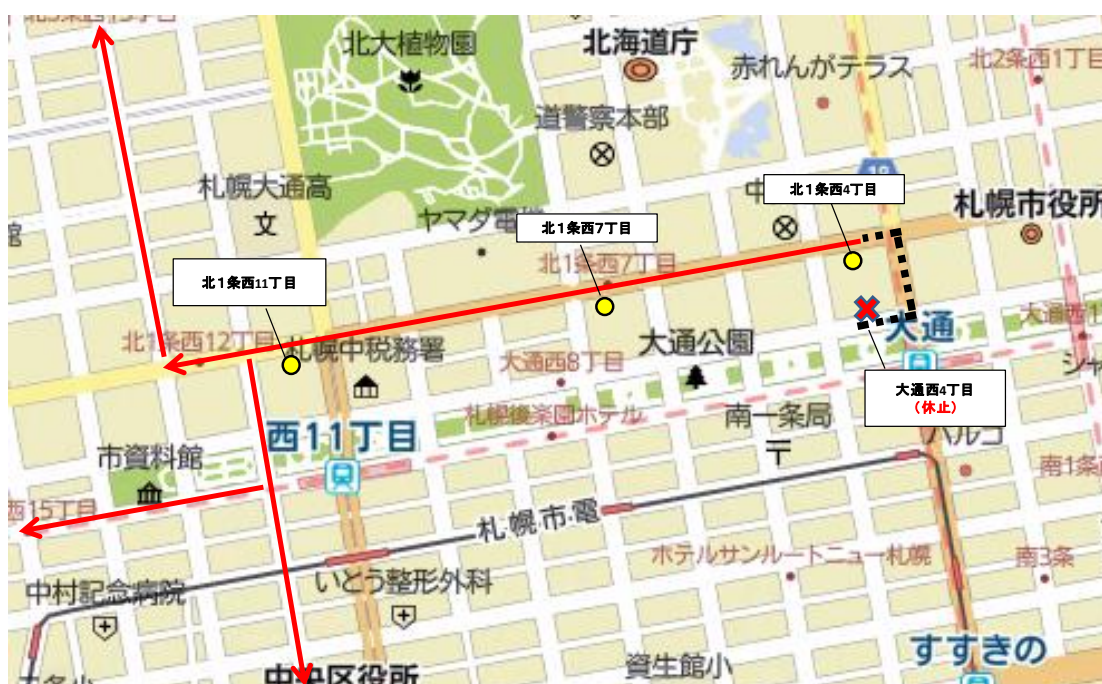 北大植物園
北海道庁
赤れんがテラス
北2条西1丁目
道警察本部
札幌大通高
文
北1条西4丁目
札幌市役所
ヤマダ電機
北1条西7丁目
北1条西7丁目
北1条西11丁目
北1条西12丁目
札幌中税務署
大通公園
大通
大通西8丁目
大通西4丁目
(休止)
札幌後楽園ホテル
南一条局
パルコ
西11丁目
市資料館
西15丁目
南1条
札幌市電
ホテルサンルートニュー札幌
南3条
中村記念病院
いとう整形外科
すすきの
資生館小
中央区役所